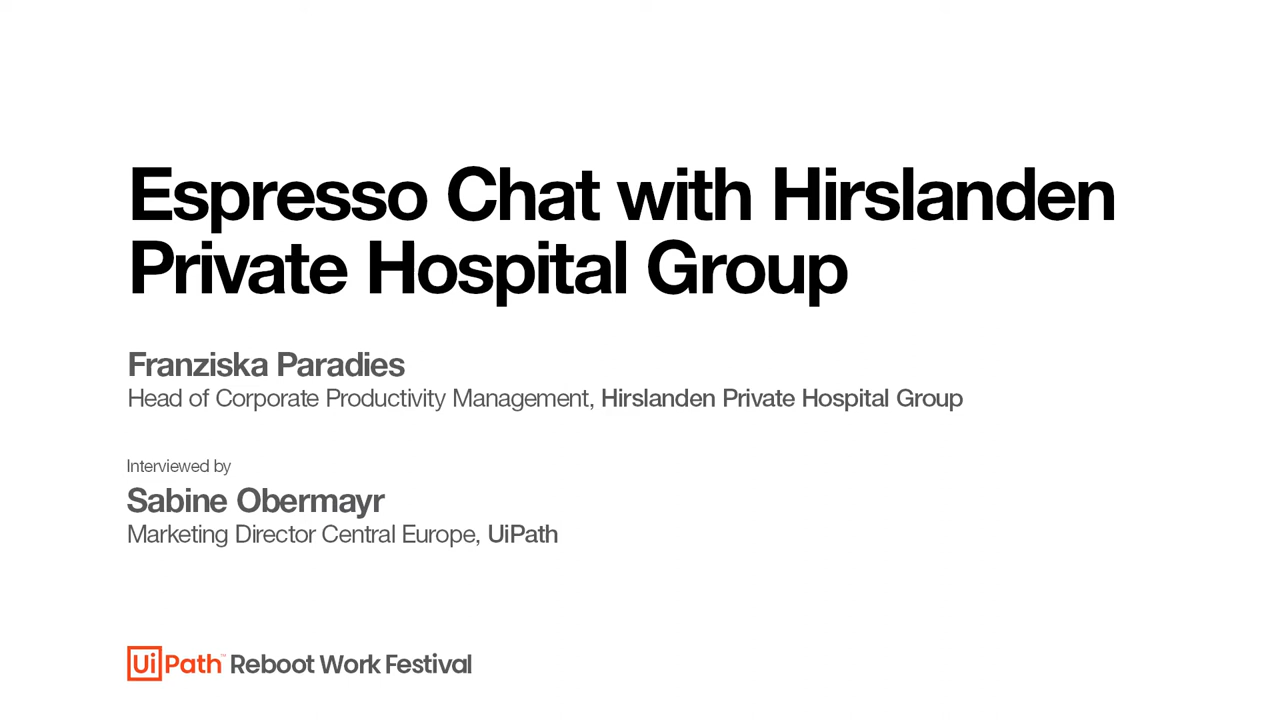 Espresso Chat with Hirslanden
Private Hospital Group
Franziska Paradies
Head of Corporate Productivity Management, Hirslanden Private Hospital Group
Interviewed by
Sabine Obermayr
Marketing Director Central Europe, UiPath
UiPath™ Reboot Work Festival